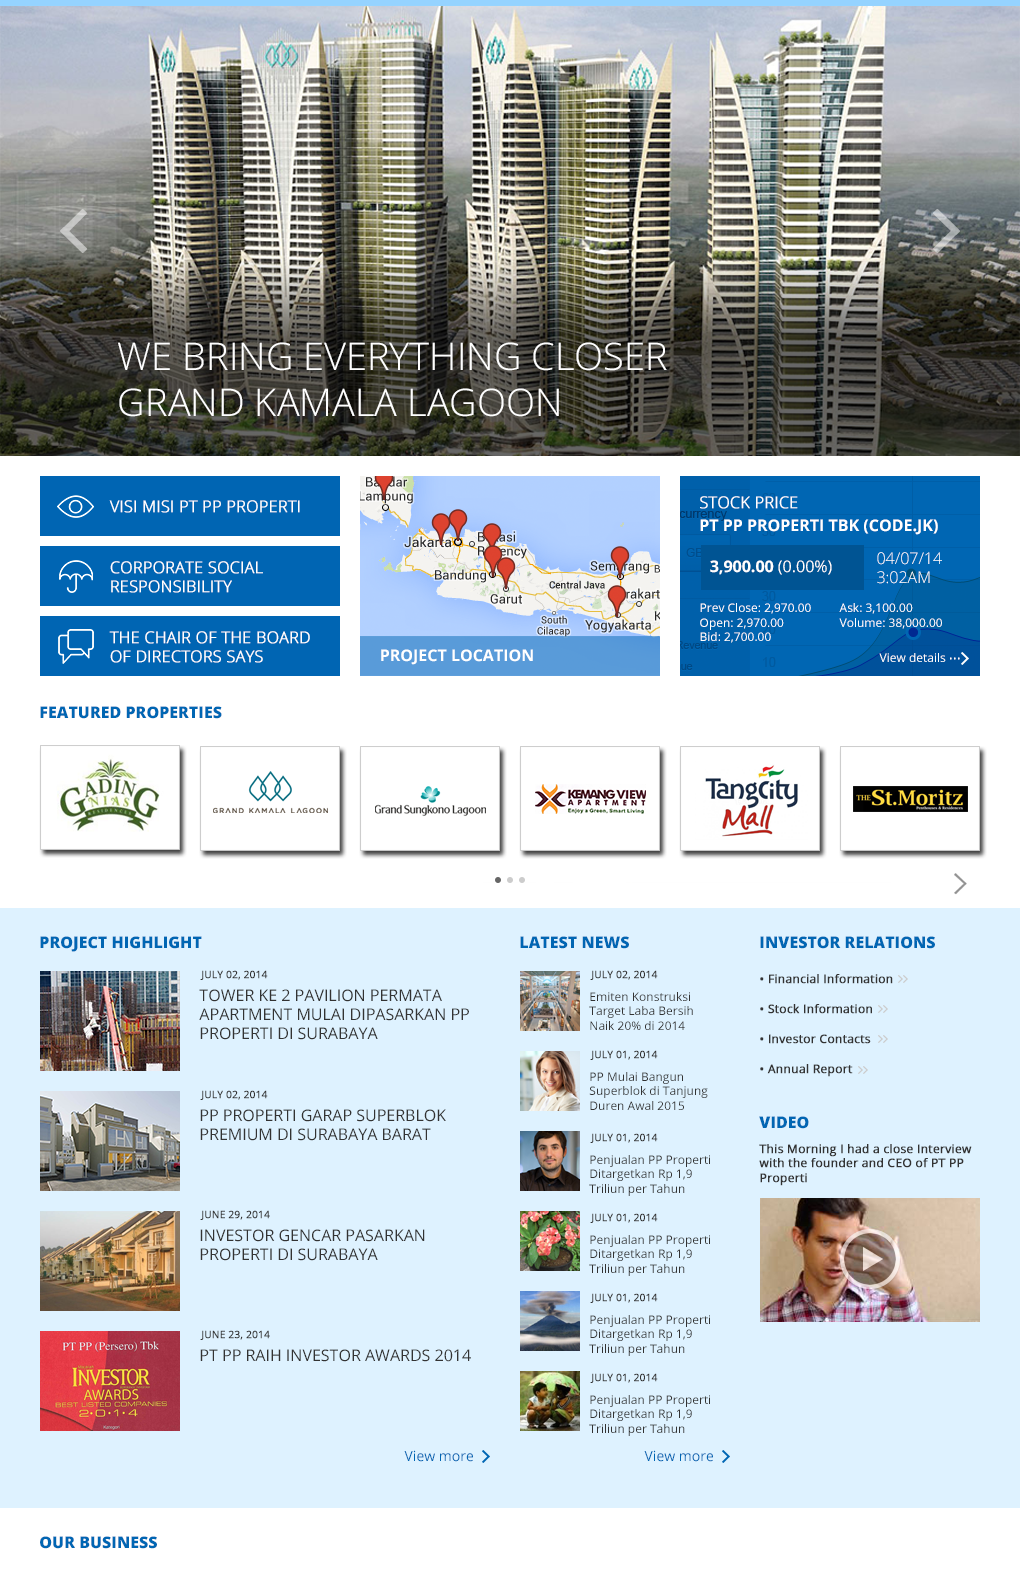 WE BRING EVERYTHING CLOSER
GRAND KAMALA LAGOON
VISI MISI PT PP PROPERTI
CORPORATE SOCIAL
RESPONSIBILITY
THE CHAIR OF THE BOARD
OF DIRECTORS SAYS
Lampung
Jakarta
Bandung
Garut
Central Java
South
Cilacap
Yogyakarta
PROJECT LOCATION
STOCK PRICE
PT PP PROPERTI TBK (CODE.JK)
3,900.00 (0.00%)
04/07/14
3:02AM
Prev Close: 2,970.00
Open: 2,970.00
Bid: 2,700.00
Ask: 3,100.00
Volume: 38,000.00
View details
FEATURED PROPERTIES
GADING
NIAS
RESIDENCE
GRAND KAMALA LAGOON
Grand Sungkono Lagoon
KEMANG VIEW
APARTMENT
Enjoy a Green, Smart Living
TangCity
Mall
THE St.Moritz
Penthouses & Residences
PROJECT HIGHLIGHT
JULY 02, 2014
TOWER KE 2 PAVILION PERMATA
APARTMENT MULAI DIPASARKAN PP
PROPERTI DI SURABAYA
JULY 02, 2014
PP PROPERTI GARAP SUPERBLOK
PREMIUM DI SURABAYA BARAT
JUNE 29, 2014
INVESTOR GENCAR PASARKAN
PROPERTI DI SURABAYA
PT PP (Persero) Tbk
INVESTOR
AWARDS
BEST LISTED COMPANIES
2·0·1·4
JUNE 23, 2014
PT PP RAIH INVESTOR AWARDS 2014
View more
LATEST NEWS
JULY 02, 2014
Emiten Konstruksi
Target Laba Bersih
Naik 20% di 2014
JULY 01, 2014
PP Mulai Bangun
Superblok di Tanjung
Duren Awal 2015
JULY 01, 2014
Penjualan PP Properti
Ditargetkan Rp 1,9
Triliun per Tahun
JULY 01, 2014
Penjualan PP Properti
Ditargetkan Rp 1,9
Triliun per Tahun
JULY 01, 2014
Penjualan PP Properti
Ditargetkan Rp 1,9
Triliun per Tahun
JULY 01, 2014
Penjualan PP Properti
Ditargetkan Rp 1,9
Triliun per Tahun
View more
INVESTOR RELATIONS
• Financial Information
• Stock Information
• Investor Contacts
• Annual Report
VIDEO
This Morning I had a close Interview
with the founder and CEO of PT PP
Properti
OUR BUSINESS